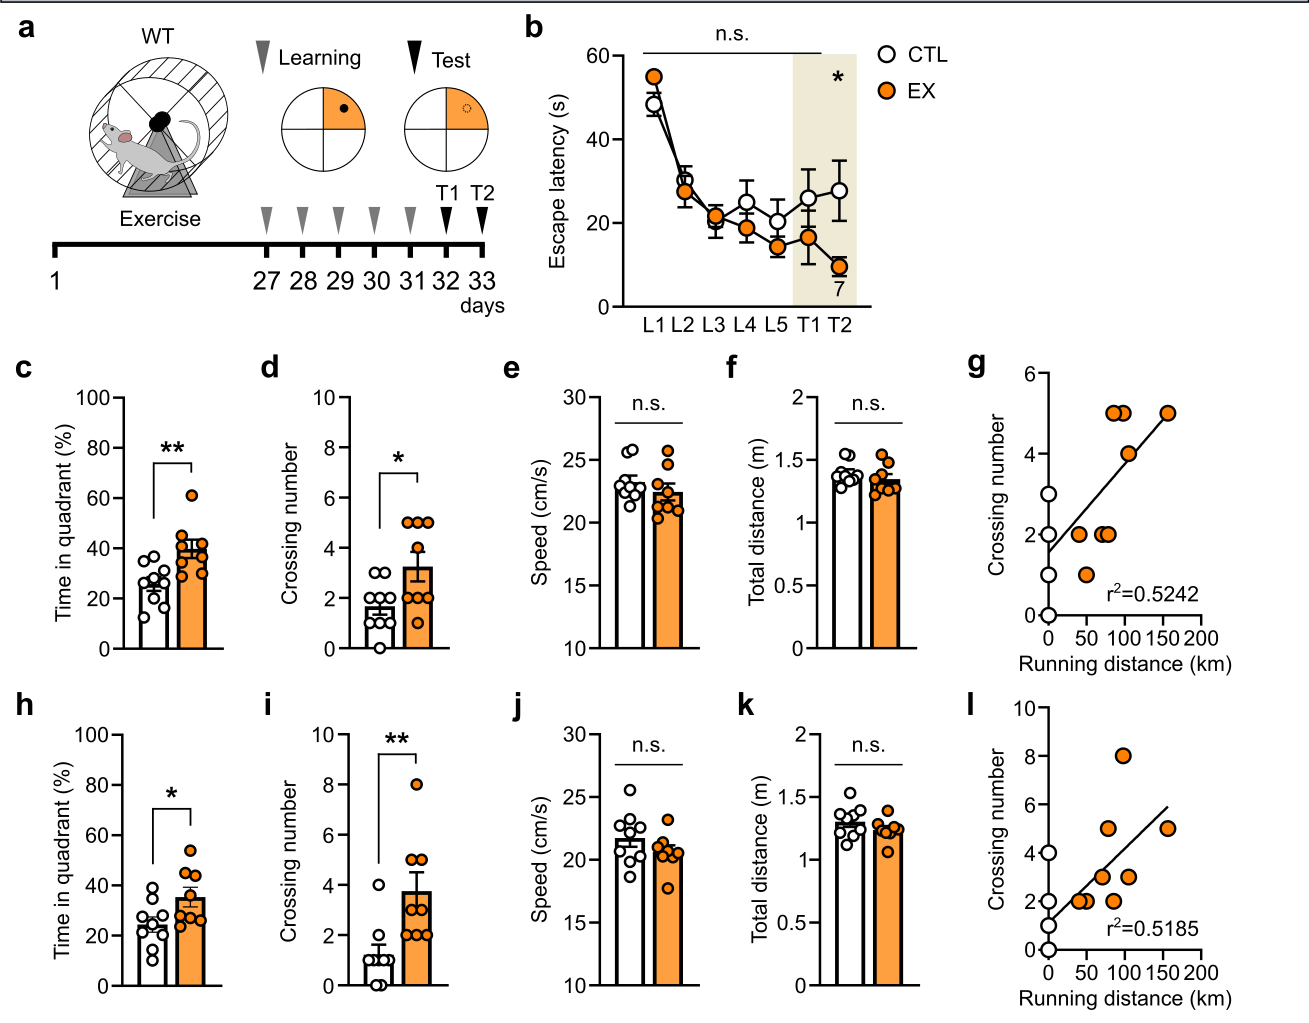 a
WT
Learning
Test
T1 T2
Exercise
1 27 28 29 30 31 32 33
days
b
n.s.
*
CTL
EX
Escape latency (s)
60
40
20
0
7
L1 L2 L3 L4 L5 T1 T2
c
Time in quadrant (%)
100
80
60
40
20
0
**
d
Crossing number
10
8
6
4
2
0
*
e
Speed (cm/s)
30
25
20
15
10
n.s.
f
Total distance (m)
2
1.5
1
0.5
0
n.s.
g
Crossing number
6
4
2
0
r²=0.5242
0 50 100 150 200
Running distance (km)
h
Time in quadrant (%)
100
80
60
40
20
0
*
i
Crossing number
10
8
6
4
2
0
**
j
Speed (cm/s)
30
25
20
15
10
n.s.
k
Total distance (m)
2
1.5
1
0.5
0
n.s.
l
Crossing number
10
8
6
4
2
0
r²=0.5185
0 50 100 150 200
Running distance (km)